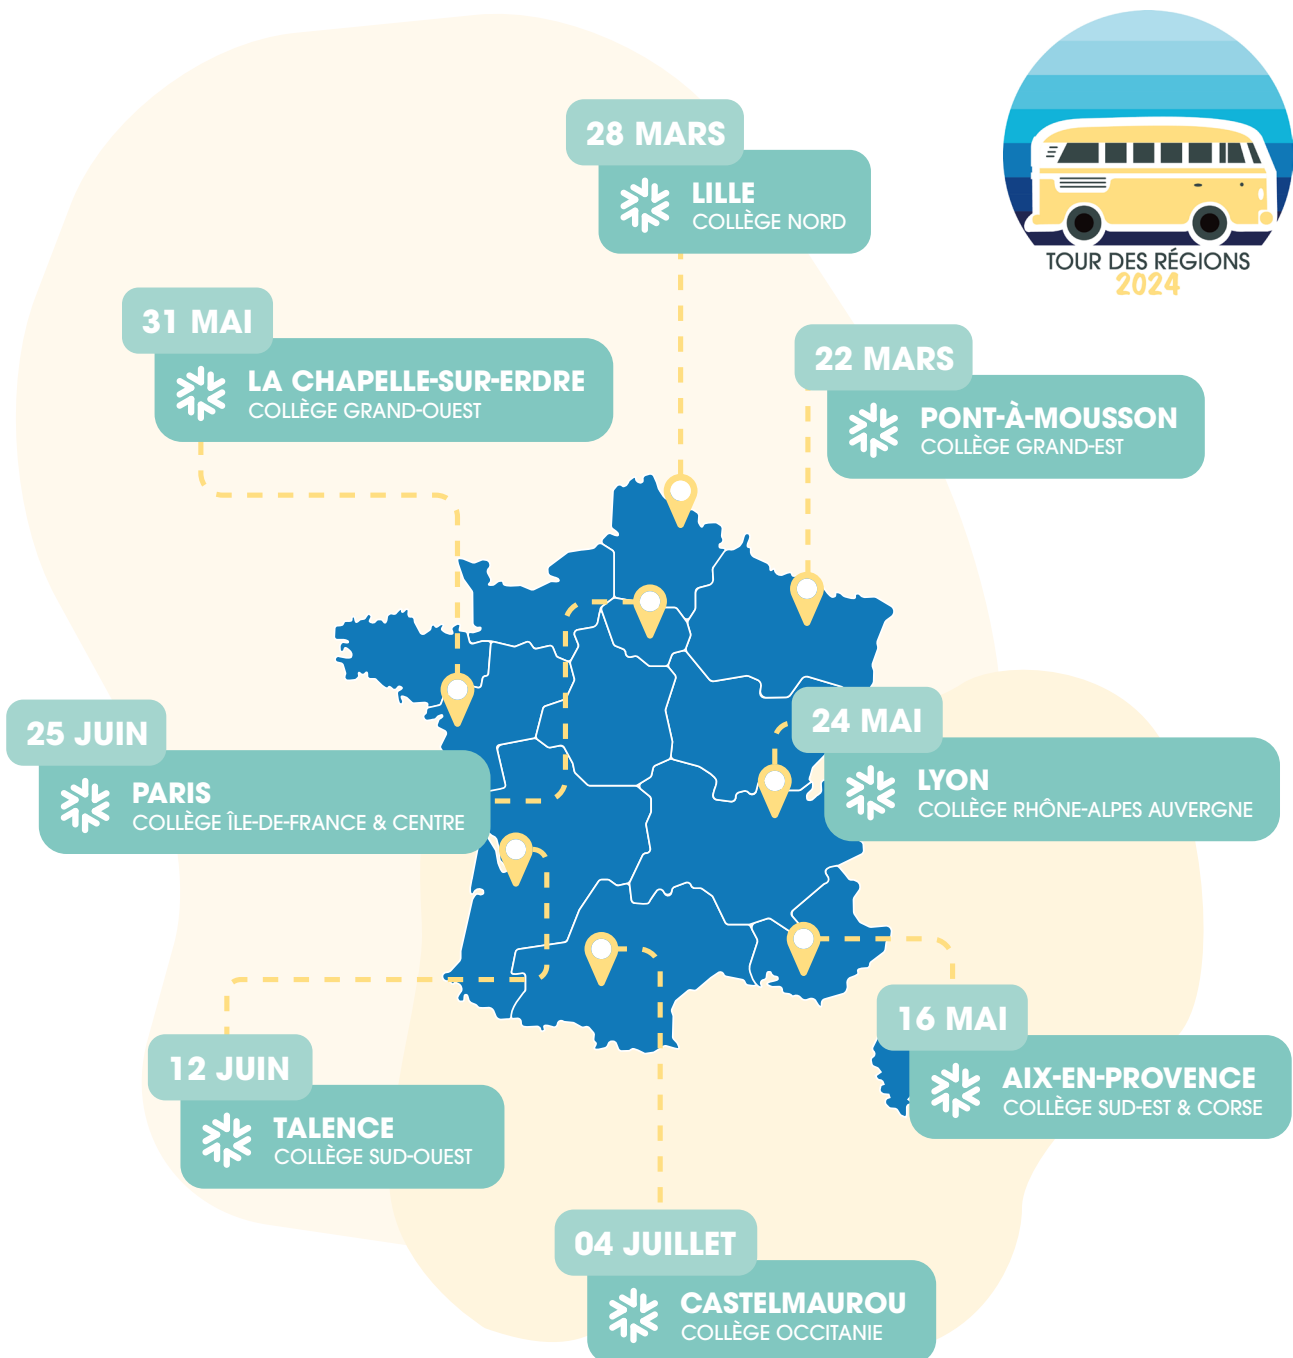 TOUR DES RÉGIONS
2024
28 MARS
LILLE
COLLÈGE NORD
31 MAI
LA CHAPELLE-SUR-ERDRE
COLLÈGE GRAND-OUEST
22 MARS
PONT-À-MOUSSON
COLLÈGE GRAND-EST
25 JUIN
PARIS
COLLÈGE ÎLE-DE-FRANCE & CENTRE
24 MAI
LYON
COLLÈGE RHÔNE-ALPES AUVERGNE
16 MAI
AIX-EN-PROVENCE
COLLÈGE SUD-EST & CORSE
12 JUIN
TALENCE
COLLÈGE SUD-OUEST
04 JUILLET
CASTELMAUROU
COLLÈGE OCCITANIE